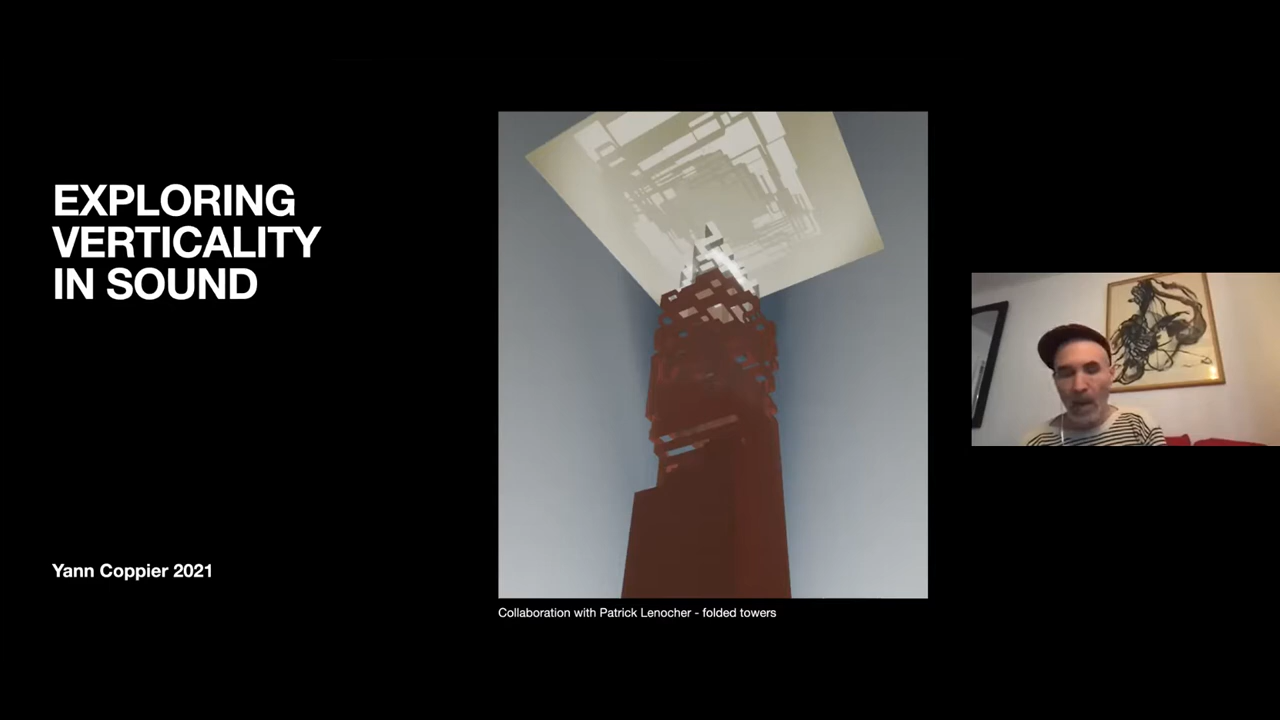 EXPLORING
VERTICALITY
IN SOUND
Yann Coppier 2021
Collaboration with Patrick Lenocher - folded towers